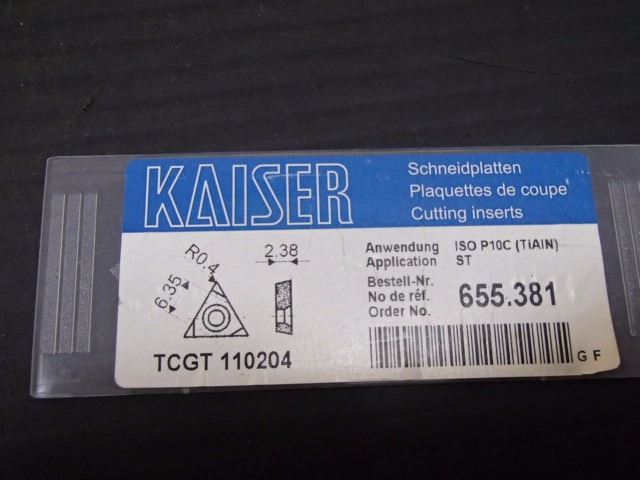 KAISER
Schneidplatten
Plaquettes de coupe
Cutting inserts
R0.4
6.35
2.38
TCGT 110204
Anwendung ISO P10C (TiAlN)
Application ST
Bestell-Nr.
No de réf. 655.381
Order No.
G F